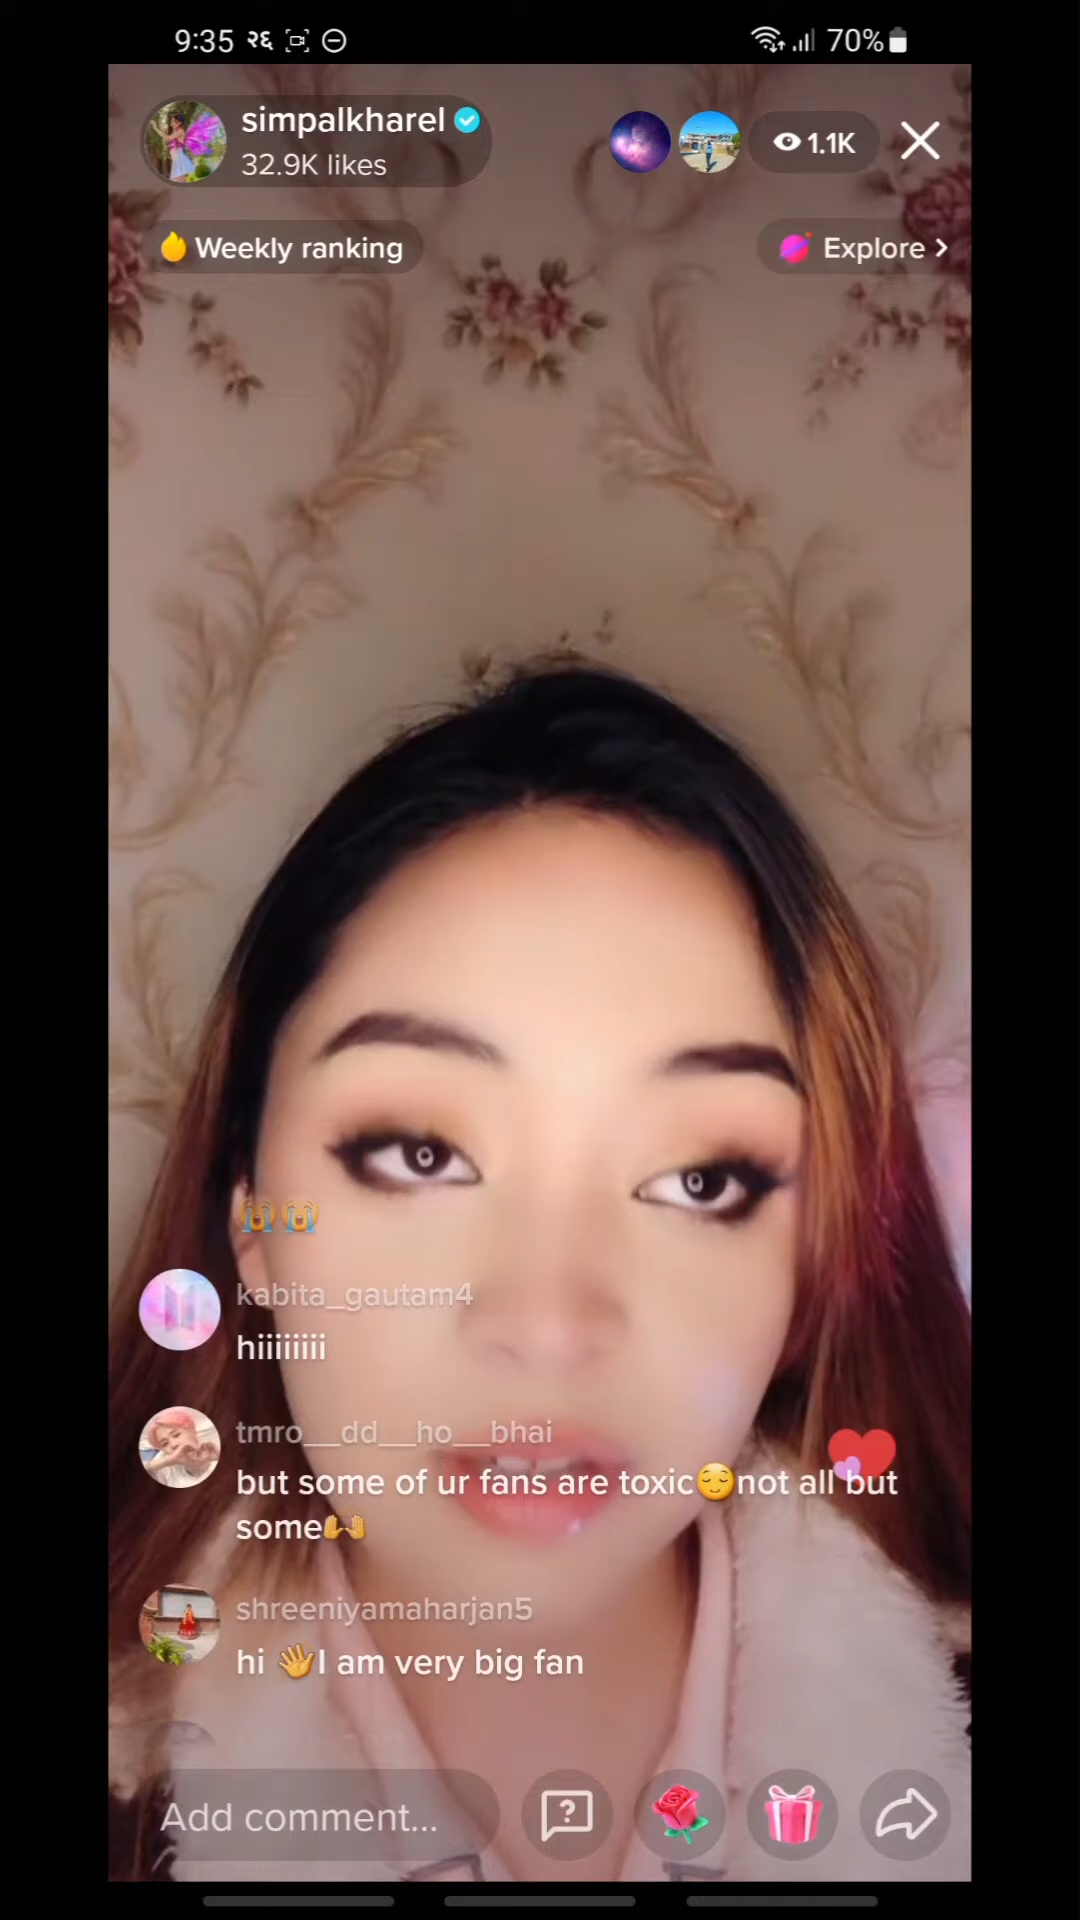 9:35 २६ 70%
simpalkharel
32.9K likes
1.1K
Weekly ranking
Explore >
😭😭
kabita_gautam4
hiiiiiiiii
tmro__dd__ho__bhai
but some of ur fans are toxic😌not all but
some🙌
shreeniyamaharjan5
hi 👋I am very big fan
Add comment...